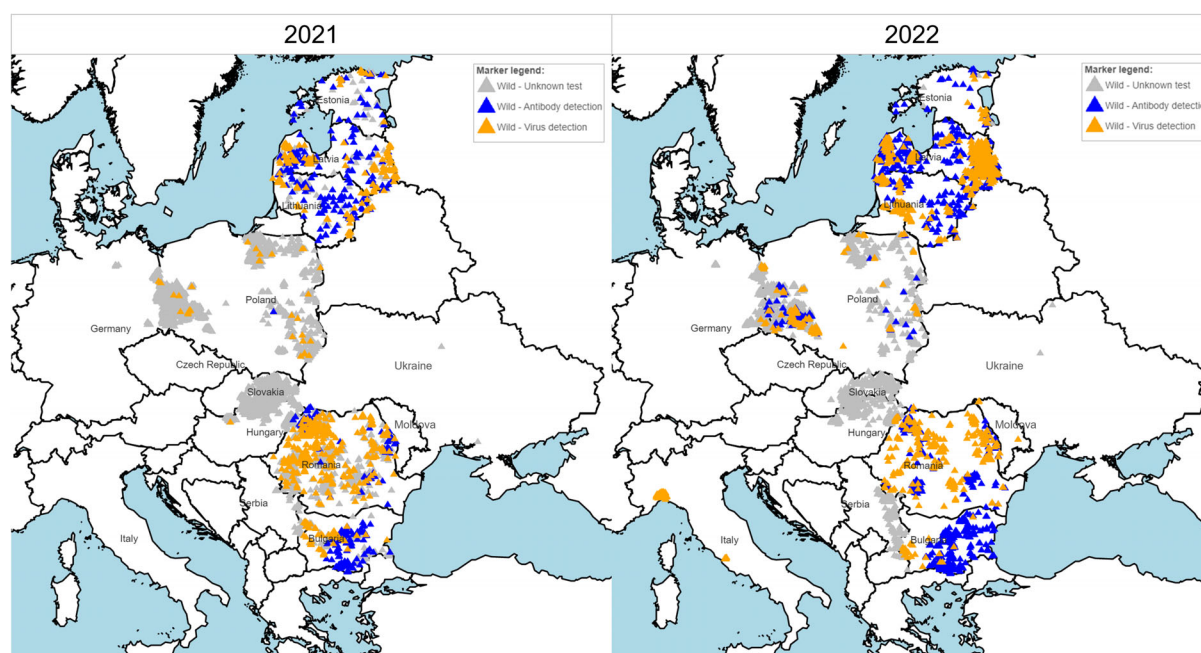 2021
2022
Marker legend:
Wild - Unknown test
Wild - Antibody detection
Wild - Virus detection
Estonia
Latvia
Lithuania
Poland
Germany
Czech Republic
Ukraine
Slovakia
Hungary
Moldova
Romania
Serbia
Bulgaria
Italy
Marker legend:
Wild - Unknown test
Wild - Antibody detectio
Wild - Virus detection
Estonia
Latvia
Lithuania
Poland
Germany
Czech Republic
Ukraine
Slovakia
Hungary
Moldova
Romania
Serbia
Bulgaria
Italy